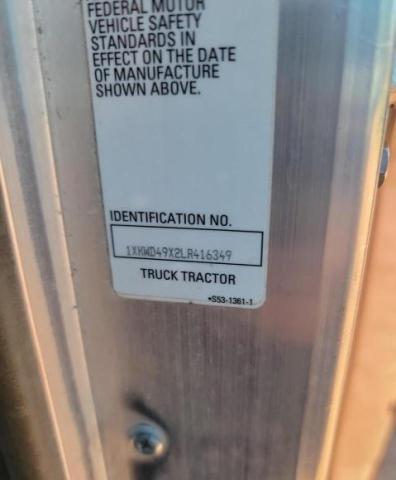 FEDERAL MOTOR
VEHICLE SAFETY
STANDARDS IN
EFFECT ON THE DATE
OF MANUFACTURE
SHOWN ABOVE.
IDENTIFICATION NO.
1XKWD49X2LR416349
TRUCK TRACTOR
*S53-1361-1